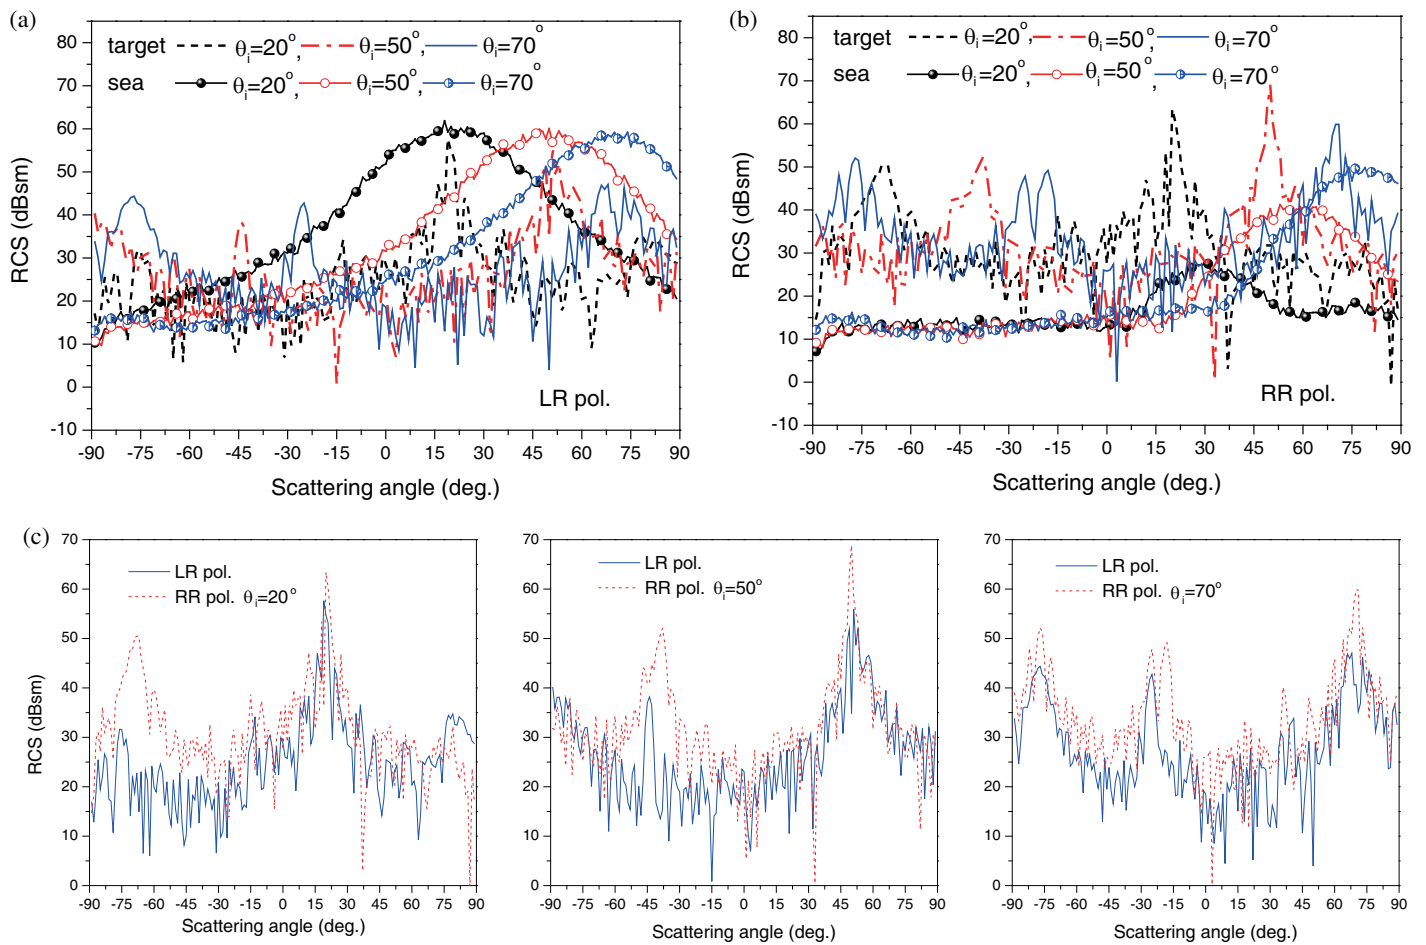 (a)
target θi=20°, θi=50°, θi=70°
sea θi=20°, θi=50°, θi=70°
80
70
60
50
40
30
20
10
0
-10
RCS (dBsm)
LR pol.
-90 -75 -60 -45 -30 -15 0 15 30 45 60 75 90
Scattering angle (deg.)
(b)
target θi=20°, θi=50°, θi=70°
sea θi=20°, θi=50°, θi=70°
80
70
60
50
40
30
20
10
0
-10
RCS (dBsm)
RR pol.
-90 -75 -60 -45 -30 -15 0 15 30 45 60 75 90
Scattering angle (deg.)
(c)
70
60
50
40
30
20
10
0
RCS (dBsm)
LR pol.
RR pol. θi=20°
-90 -75 -60 -45 -30 -15 0 15 30 45 60 75 90
Scattering angle (deg.)
70
60
50
40
30
20
10
0
LR pol.
RR pol. θi=50°
-90 -75 -60 -45 -30 -15 0 15 30 45 60 75 90
Scattering angle (deg.)
70
60
50
40
30
20
10
0
LR pol.
RR pol. θi=70°
-90 -75 -60 -45 -30 -15 0 15 30 45 60 75 90
Scattering angle (deg.)